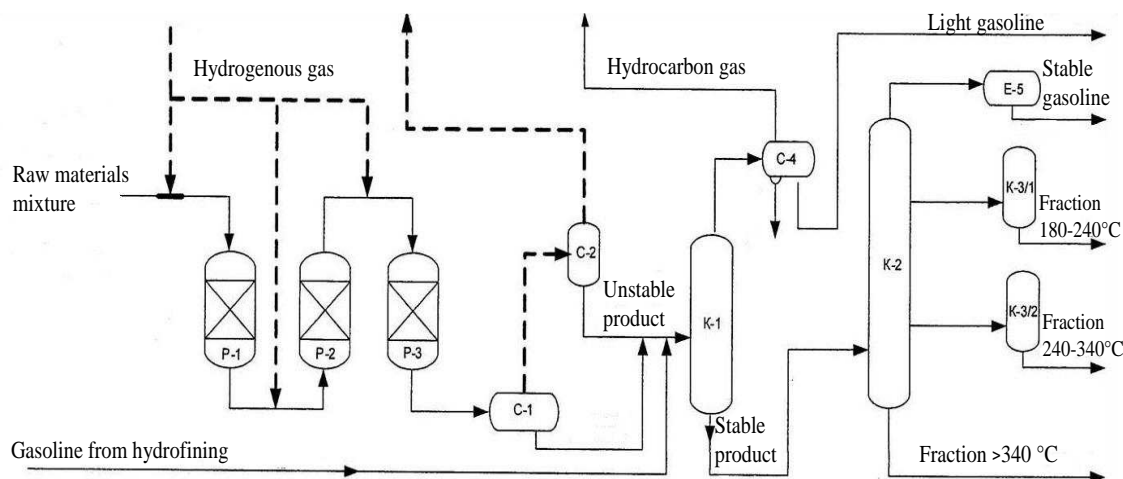 Light gasoline
Hydrogenous gas
Hydrocarbon gas
E-5
Stable
gasoline
C-4
Raw materials
mixture
K-3/1
Fraction
180-240°C
C-2
K-2
Unstable
product
K-1
P-1
P-2
P-3
K-3/2
Fraction
240-340°C
C-1
Stable
product
Gasoline from hydrofining
Fraction >340 °C